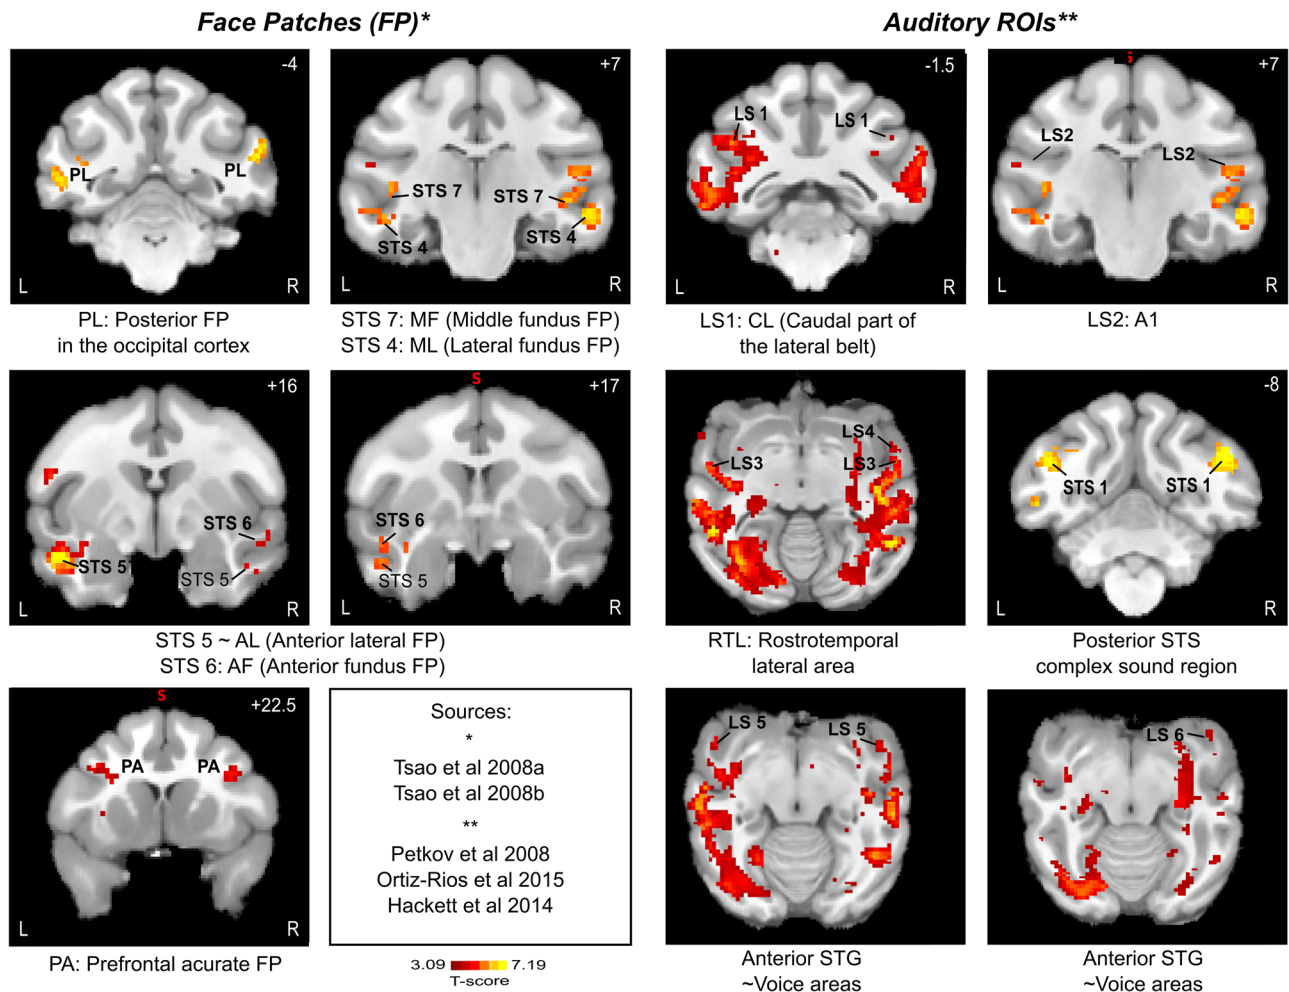 Face Patches (FP)*
Auditory ROIs**
-4
PL
PL
L
R
+7
STS 7
STS 7
STS 4
STS 4
L
R
-1.5
LS 1
LS 1
L
R
S
+7
LS2
LS2
L
R
PL: Posterior FP
in the occipital cortex
STS 7: MF (Middle fundus FP)
STS 4: ML (Lateral fundus FP)
LS1: CL (Caudal part of
the lateral belt)
LS2: A1
+16
STS 6
STS 5
STS 5
L
R
S
+17
STS 6
STS 5
L
R
LS4
LS3
LS3
-8
STS 1
STS 1
L
R
STS 5 ~ AL (Anterior lateral FP)
STS 6: AF (Anterior fundus FP)
RTL: Rostrotemporal
lateral area
Posterior STS
complex sound region
S
+22.5
PA
PA
L
R
Sources:
*
Tsao et al 2008a
Tsao et al 2008b
**
Petkov et al 2008
Ortiz-Rios et al 2015
Hackett et al 2014
LS 5
LS 5
LS 6
PA: Prefrontal acurate FP
3.09
7.19
T-score
Anterior STG
~Voice areas
Anterior STG
~Voice areas